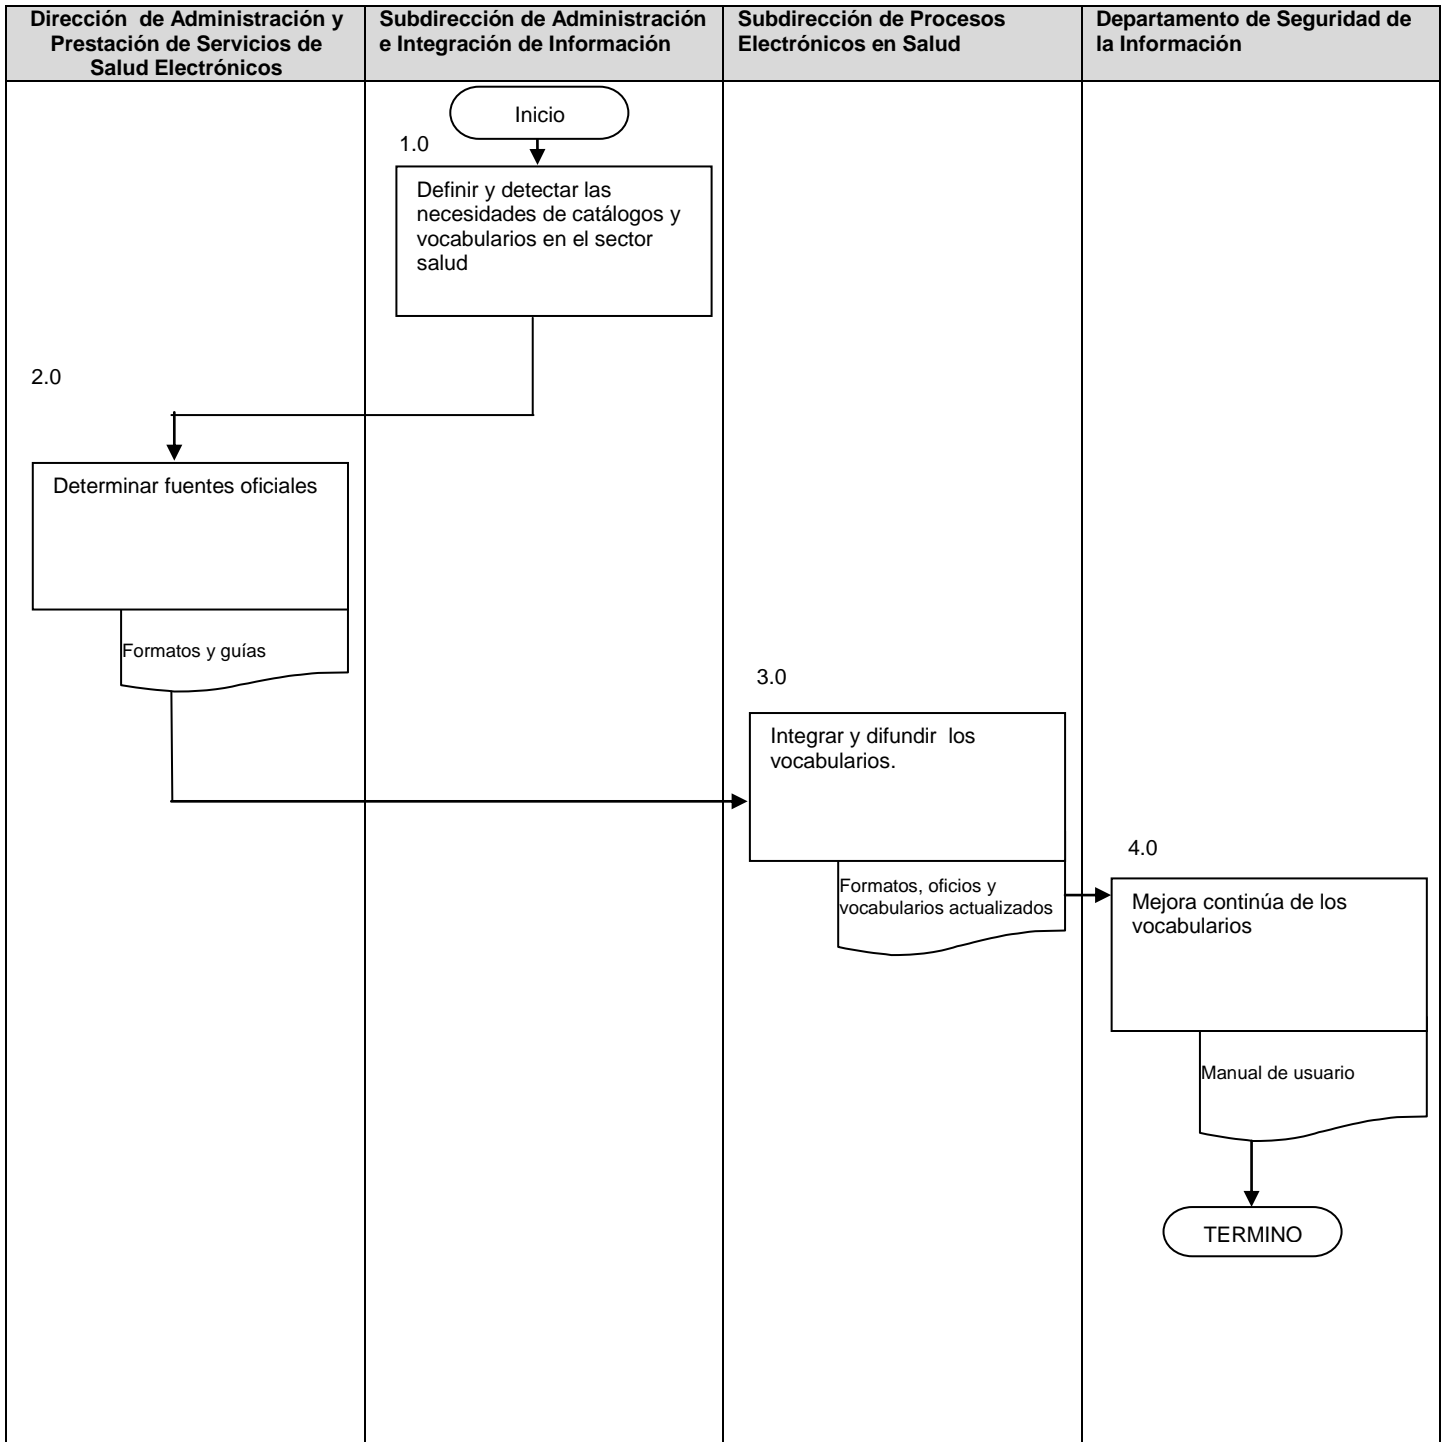 Dirección  de Administración y
Prestación de Servicios de
Salud Electrónicos
Subdirección de Administración
e Integración de Información
Subdirección de Procesos
Electrónicos en Salud
Departamento de Seguridad de
la Información
Inicio
1.0
Definir y detectar las
necesidades de catálogos y
vocabularios en el sector
salud
2.0
Determinar fuentes oficiales
Formatos y guías
3.0
Integrar y difundir  los
vocabularios.
Formatos, oficios y
vocabularios actualizados
4.0
Mejora continúa de los
vocabularios
Manual de usuario
TERMINO